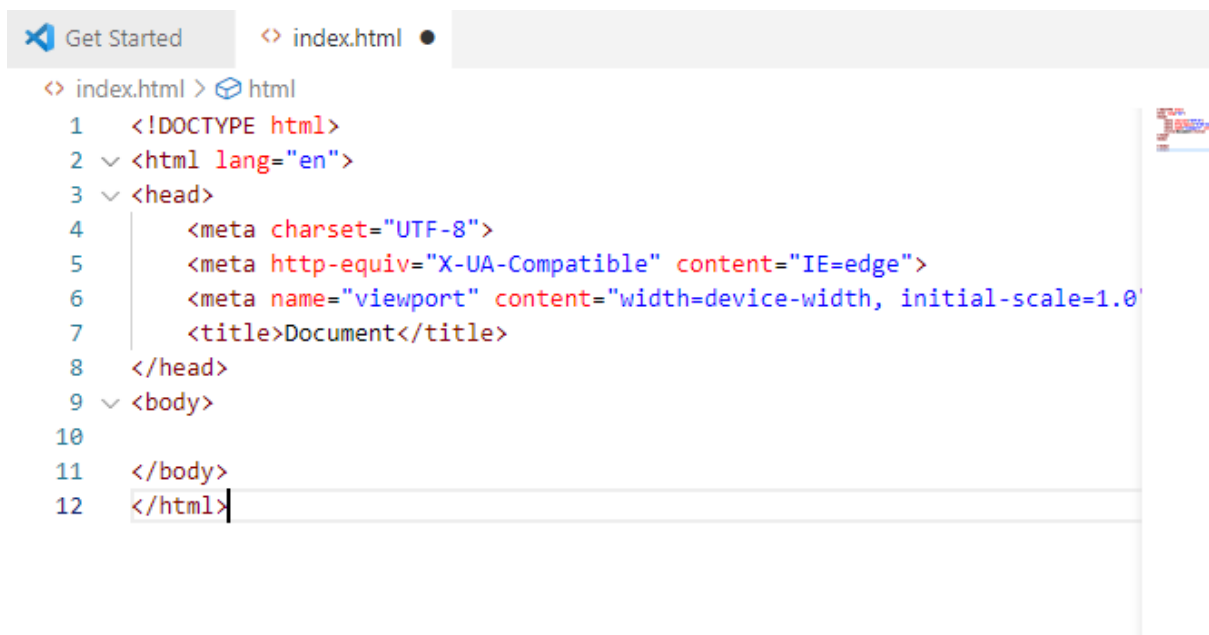 Get Started index.html
index.html > html
1 <!DOCTYPE html>
2 <html lang="en">
3 <head>
4 <meta charset="UTF-8">
5 <meta http-equiv="X-UA-Compatible" content="IE=edge">
6 <meta name="viewport" content="width=device-width, initial-scale=1.0"
7 <title>Document</title>
8 </head>
9 <body>
10
11 </body>
12 </html>